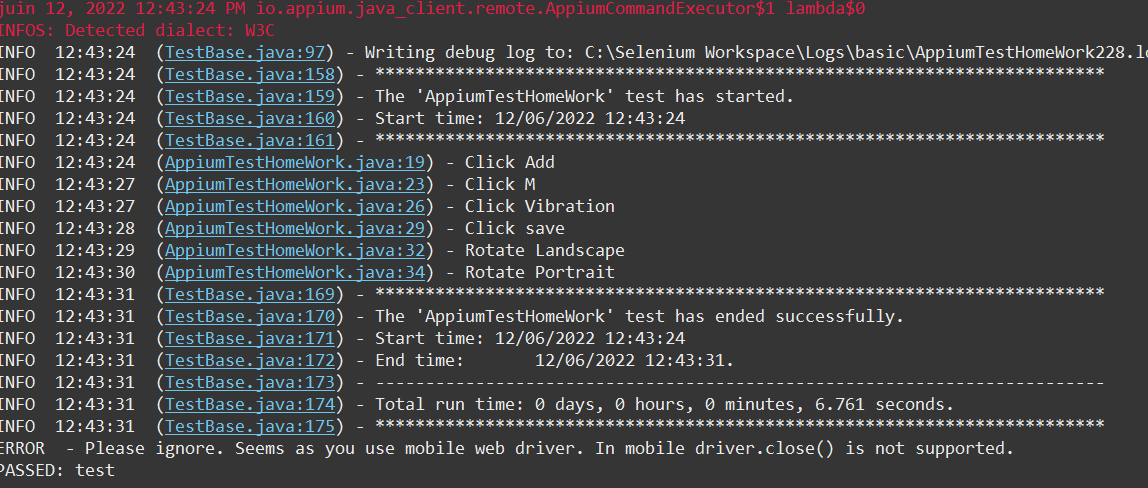 juin 12, 2022 12:43:24 PM io.appium.java_client.remote.AppiumCommandExecutor$1 lambda$0
INFOS: Detected dialect: W3C
INFO  12:43:24  (TestBase.java:97) - Writing debug log to: C:\Selenium Workspace\Logs\basic\AppiumTestHomeWork228.lo
INFO  12:43:24  (TestBase.java:158) - *************************************************************************
INFO  12:43:24  (TestBase.java:159) - The 'AppiumTestHomeWork' test has started.
INFO  12:43:24  (TestBase.java:160) - Start time: 12/06/2022 12:43:24
INFO  12:43:24  (TestBase.java:161) - *************************************************************************
INFO  12:43:24  (AppiumTestHomeWork.java:19) - Click Add
INFO  12:43:27  (AppiumTestHomeWork.java:23) - Click M
INFO  12:43:27  (AppiumTestHomeWork.java:26) - Click Vibration
INFO  12:43:28  (AppiumTestHomeWork.java:29) - Click save
INFO  12:43:29  (AppiumTestHomeWork.java:32) - Rotate Landscape
INFO  12:43:30  (AppiumTestHomeWork.java:34) - Rotate Portrait
INFO  12:43:31  (TestBase.java:169) - *************************************************************************
INFO  12:43:31  (TestBase.java:170) - The 'AppiumTestHomeWork' test has ended successfully.
INFO  12:43:31  (TestBase.java:171) - Start time: 12/06/2022 12:43:24
INFO  12:43:31  (TestBase.java:172) - End time:       12/06/2022 12:43:31.
INFO  12:43:31  (TestBase.java:173) - -------------------------------------------------------------------------
INFO  12:43:31  (TestBase.java:174) - Total run time: 0 days, 0 hours, 0 minutes, 6.761 seconds.
INFO  12:43:31  (TestBase.java:175) - *************************************************************************
ERROR  - Please ignore. Seems as you use mobile web driver. In mobile driver.close() is not supported.
PASSED: test